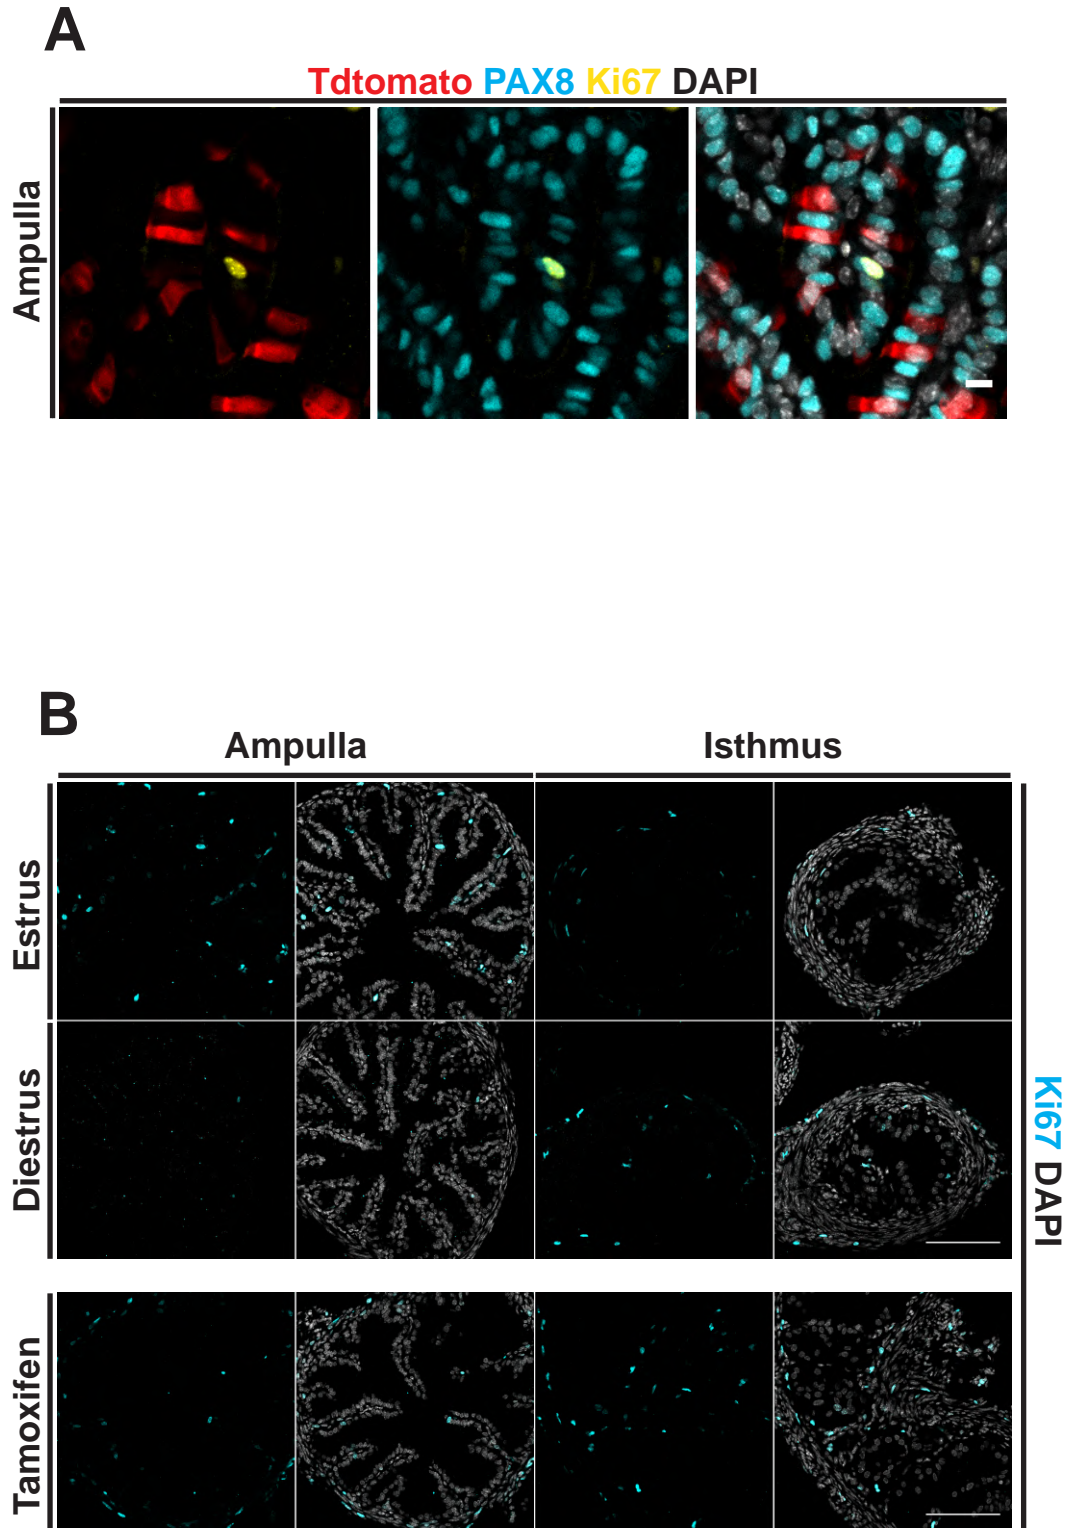 A
Tdtomato PAX8 Ki67 DAPI
Ampulla
B
Ampulla Isthmus
Estrus
Diestrus
Tamoxifen
Ki67 DAPI